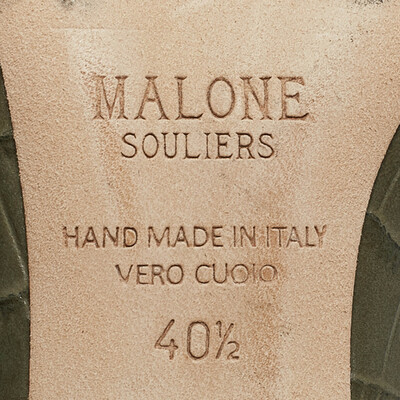 MALONE
SOULIERS
HAND MADE IN ITALY
VERO CUOIO
40½